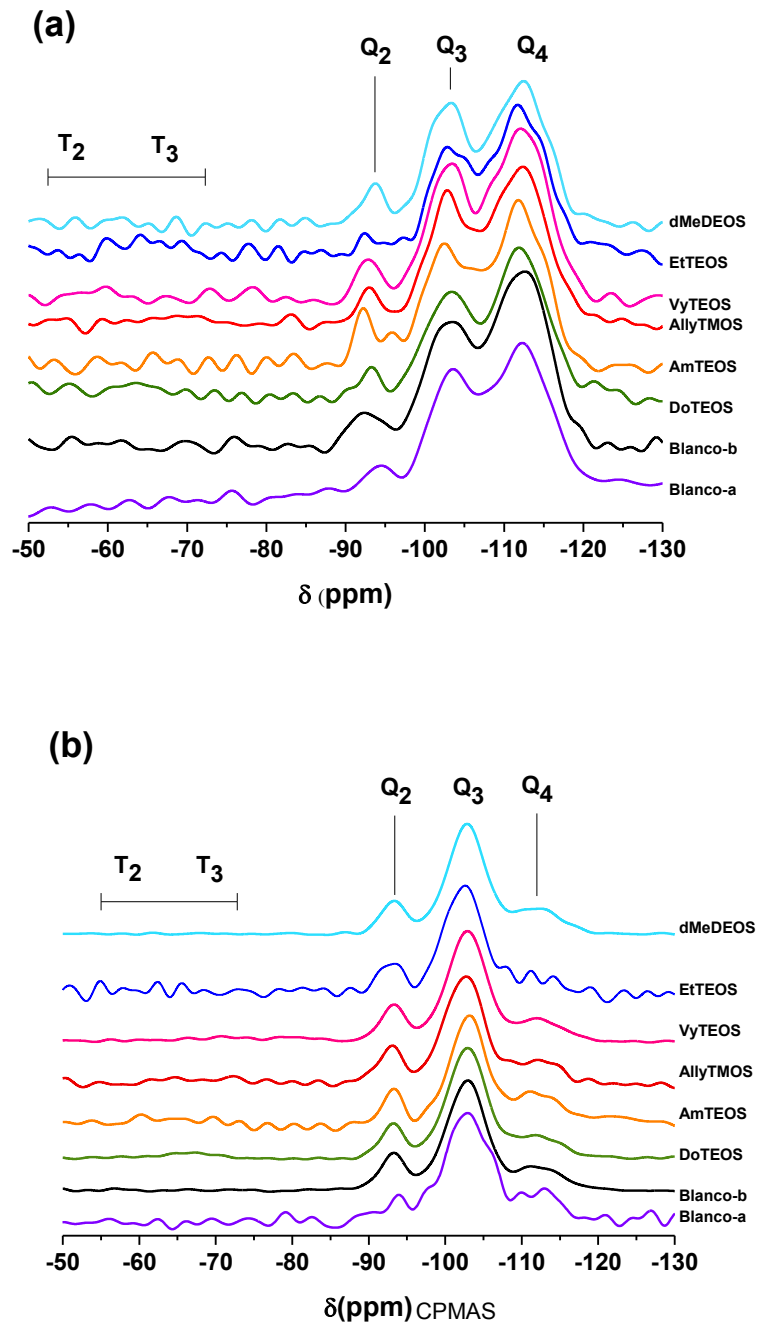 (a)
Q2 Q3 Q4
T2 T3
dMeDEOS
EtTEOS
VyTEOS
AllyTMOS
AmTEOS
DoTEOS
Blanco-b
Blanco-a
-50 -60 -70 -80 -90 -100 -110 -120 -130
δ (ppm)
(b)
Q2 Q3 Q4
T2 T3
dMeDEOS
EtTEOS
VyTEOS
AllyTMOS
AmTEOS
DoTEOS
Blanco-b
Blanco-a
-50 -60 -70 -80 -90 -100 -110 -120 -130
δ(ppm) CPMAS